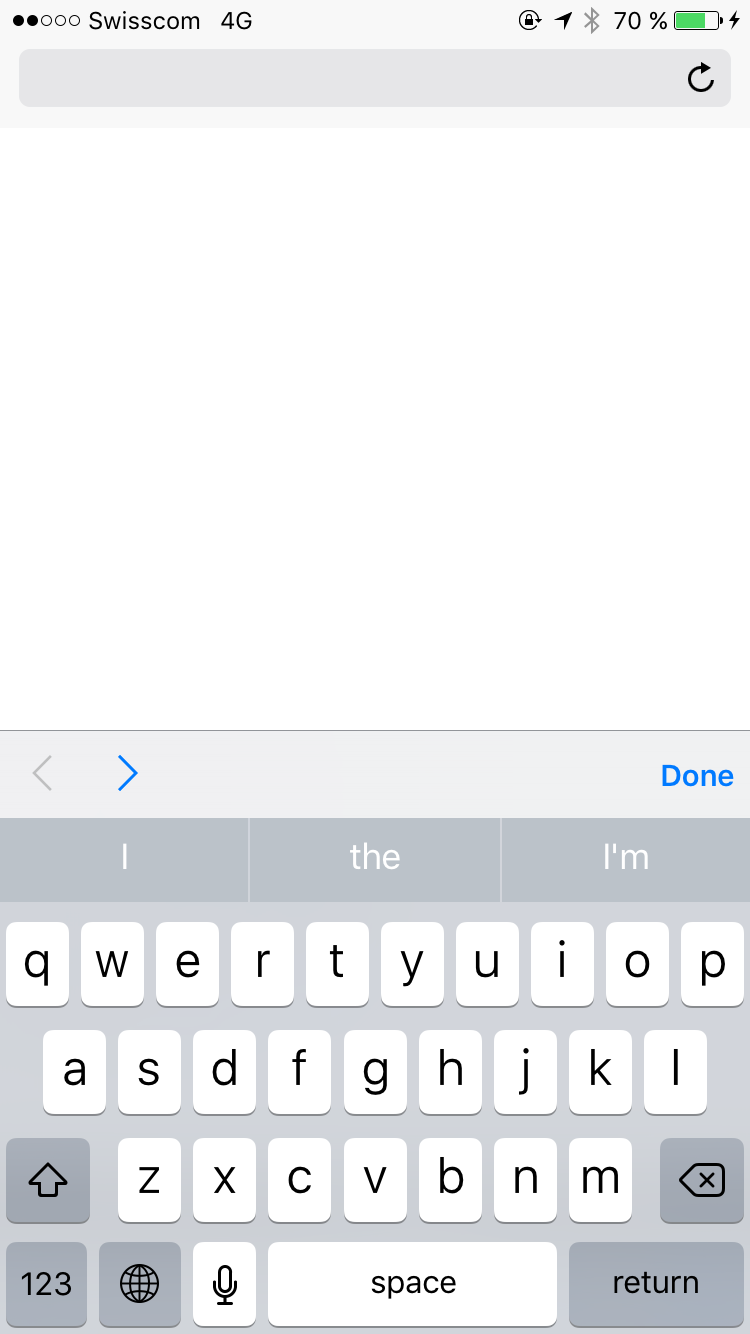 Swisscom 4G 70 %
Done
I the I'm
q w e r t y u i o p
a s d f g h j k l
z x c v b n m
123 space return